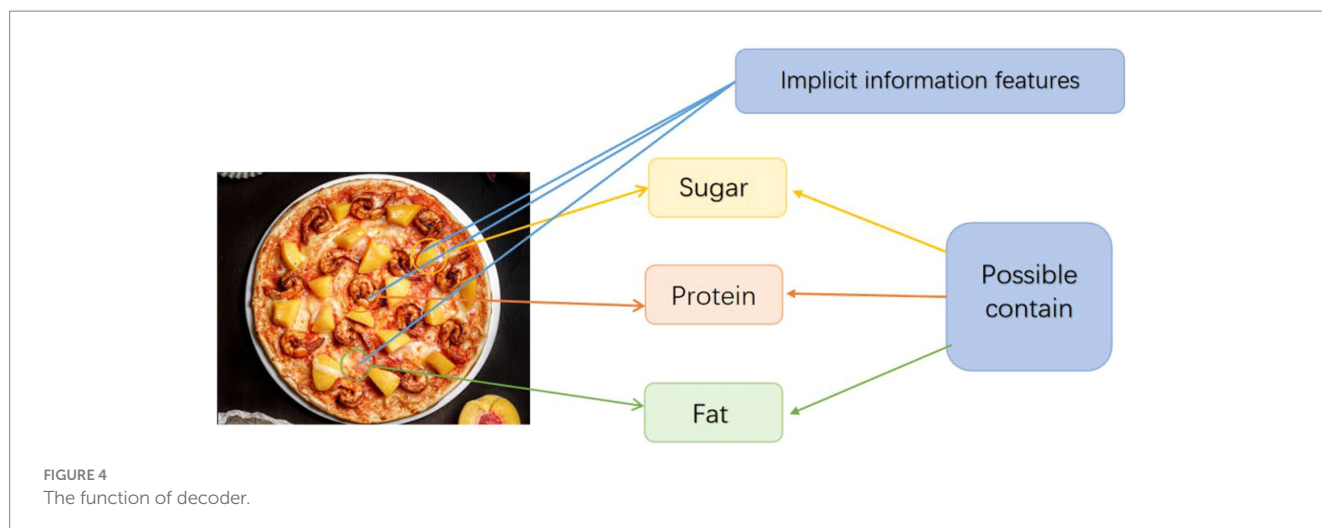 Implicit information features
Sugar
Protein
Fat
Possible
contain
FIGURE 4
The function of decoder.